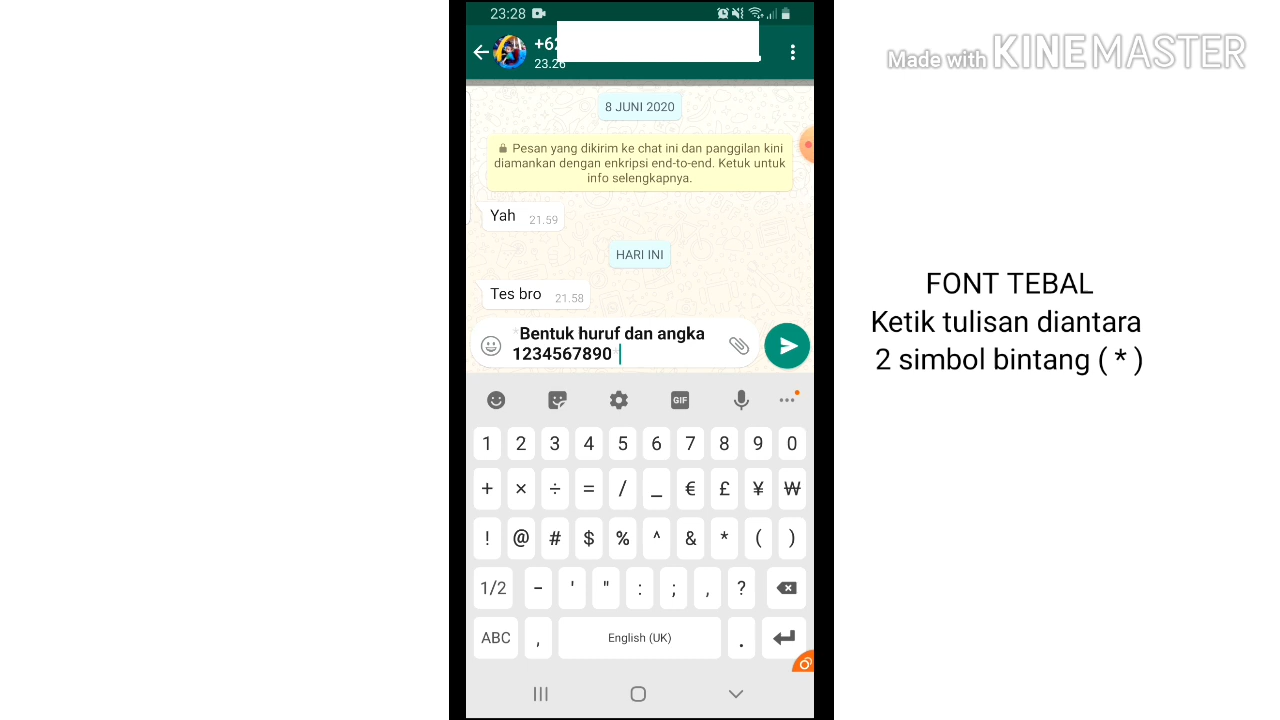 23:28
+62
23.26
Made with KINEMASTER
8 JUNI 2020
Pesan yang dikirim ke chat ini dan panggilan kini
diamankan dengan enkripsi end-to-end. Ketuk untuk
info selengkapnya.
Yah 21.59
HARI INI
Tes bro 21.58
*Bentuk huruf dan angka
1234567890
FONT TEBAL
Ketik tulisan diantara
2 simbol bintang ( * )
GIF
1 2 3 4 5 6 7 8 9 0
+ × ÷ = / _ € £ ¥ ₩
! @ # $ % ^ & * ( )
1/2 - ' " : ; , ?
ABC , English (UK) .